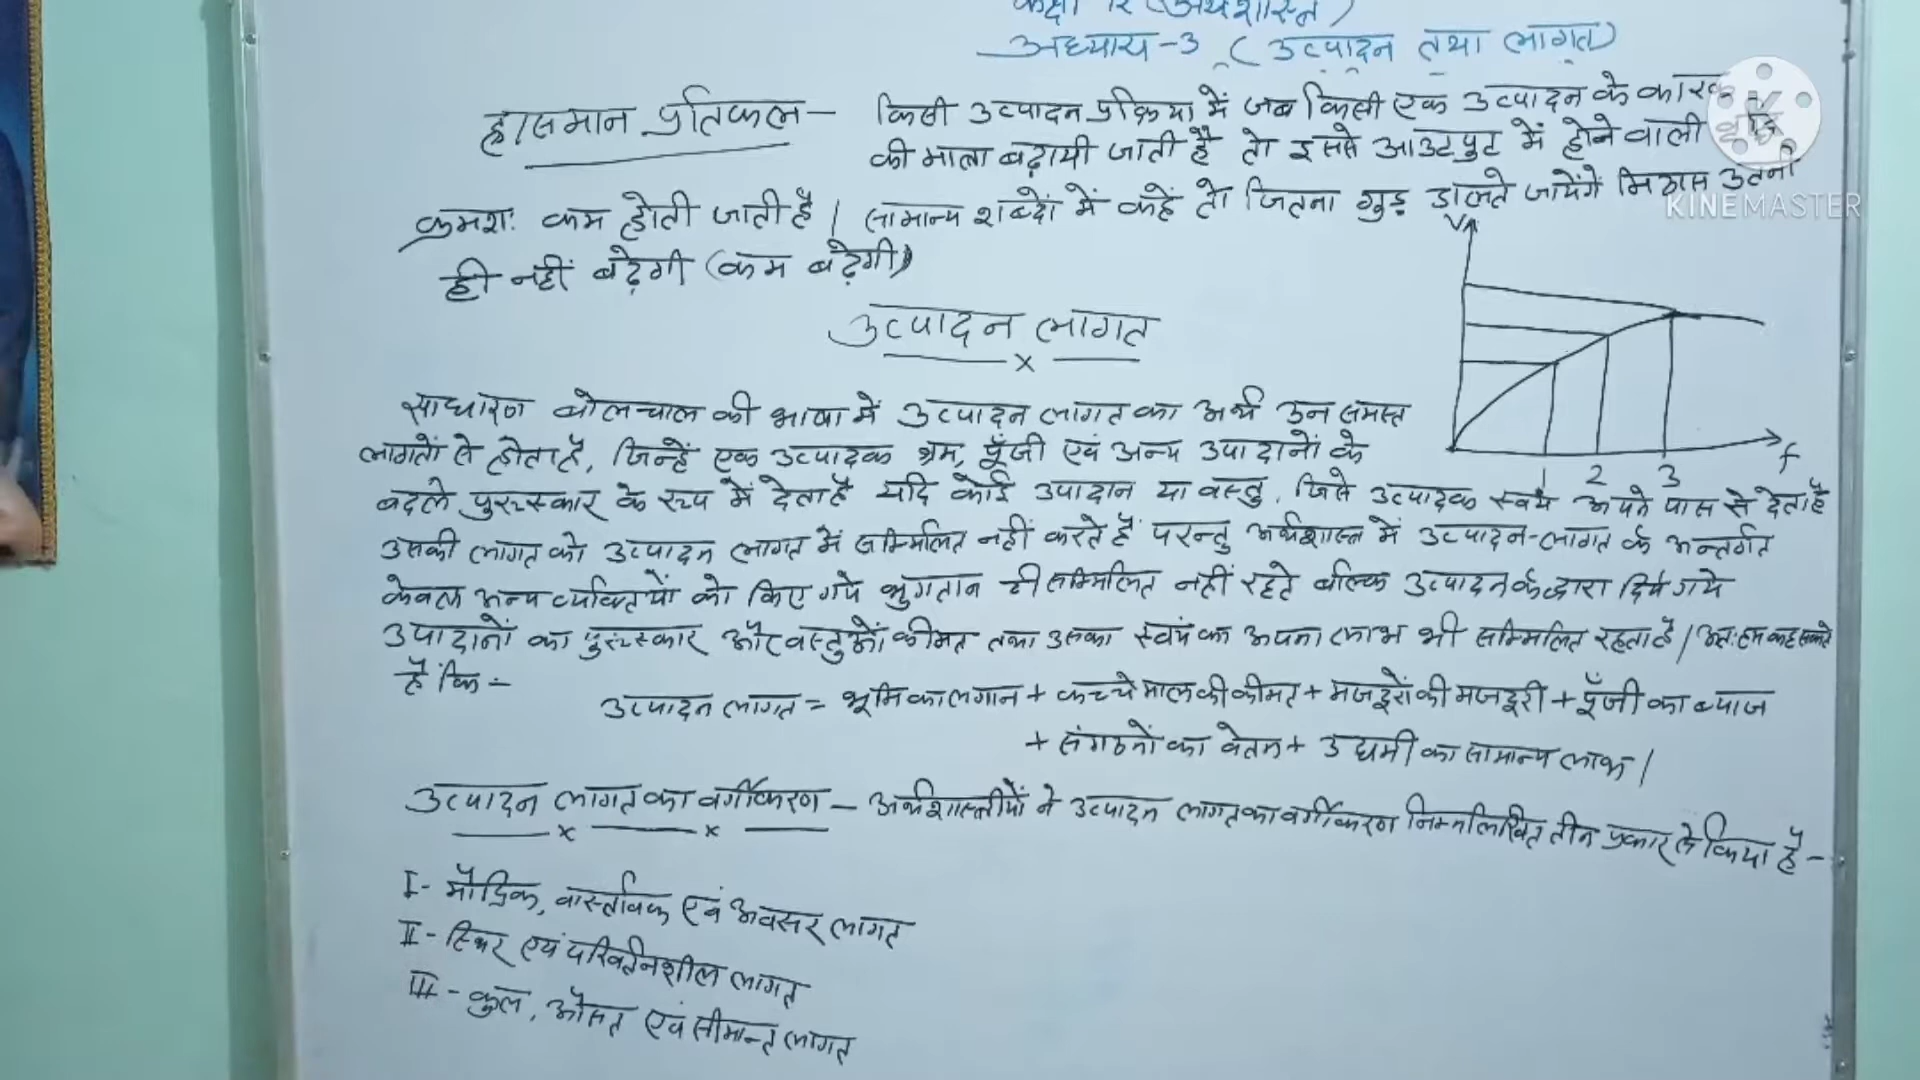 कक्षा 12 (अर्थशास्त्र)
अध्याय-3 (उत्पादन तथा लागत)
ह्रासमान प्रतिफल- किसी उत्पादन प्रक्रिया में जब किसी एक उत्पादन के कारक
की मात्रा बढ़ायी जाती है तो इससे आउटपुट में होने वाली वृद्धि
क्रमशः कम होती जाती है। सामान्य शब्दों में कहें तो जितना गुड़ डालते जायेंगे मिठास उतनी
ही नहीं बढ़ेगी (कम बढ़ेगी)
KINEMASTER
उत्पादन लागत
1 2 3 f
साधारण बोलचाल की भाषा में उत्पादन लागत का अर्थ उन समस्त
लागतों से होता है, जिन्हें एक उत्पादक श्रम, पूँजी एवं अन्य उपादानों के
बदले पुरुस्कार के रूप में देता है यदि कोई उपादान या वस्तु, जिसे उत्पादक स्वयं अपने पास से देता है
उसकी लागत को उत्पादन लागत में सम्मिलित नहीं करते हैं परन्तु अर्थशास्त्र में उत्पादन-लागत के अन्तर्गत
केवल अन्य व्यक्तियों को किए गये भुगतान ही सम्मिलित नहीं रहते बल्कि उत्पादन के द्वारा दिये गये
उपादानों का पुरुस्कार और वस्तुओं कीमत तथा उसका स्वयं का अपना लाभ भी सम्मिलित रहता है। अतः हम कह सकते
हैं कि-
उत्पादन लागत = भूमि का लगान + कच्चे माल की कीमत + मजदूरों की मजदूरी + पूँजी का ब्याज
+ संगठनों का वेतन + उद्यमी का सामान्य लाभ।
उत्पादन लागत का वर्गीकरण - अर्थशास्त्रीयों ने उत्पादन लागत का वर्गीकरण निम्नलिखित तीन प्रकार से किया है-
I- मौद्रिक, वास्तविक एवं अवसर लागत
II- स्थिर एवं परिवर्तनशील लागत
III- कुल, औसत एवं सीमान्त लागत